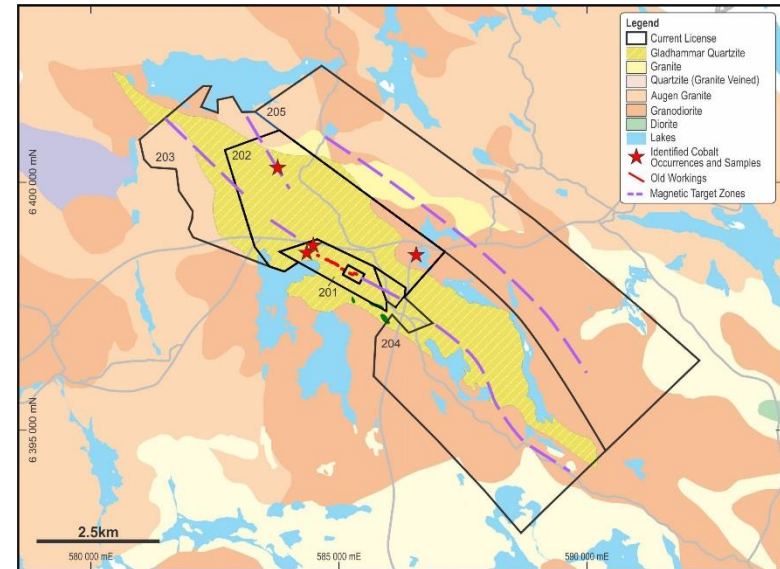 Legend
Current License
Gladhammar Quartzite
Granite
Quartzite (Granite Veined)
Augen Granite
Granodiorite
Diorite
Lakes
Identified Cobalt
Occurrences and Samples
Old Workings
Magnetic Target Zones
205
202
203
201
204
6 400 000 mN
6 395 000 mN
2.5km
580 000 mE
585 000 mE
590 000 mE